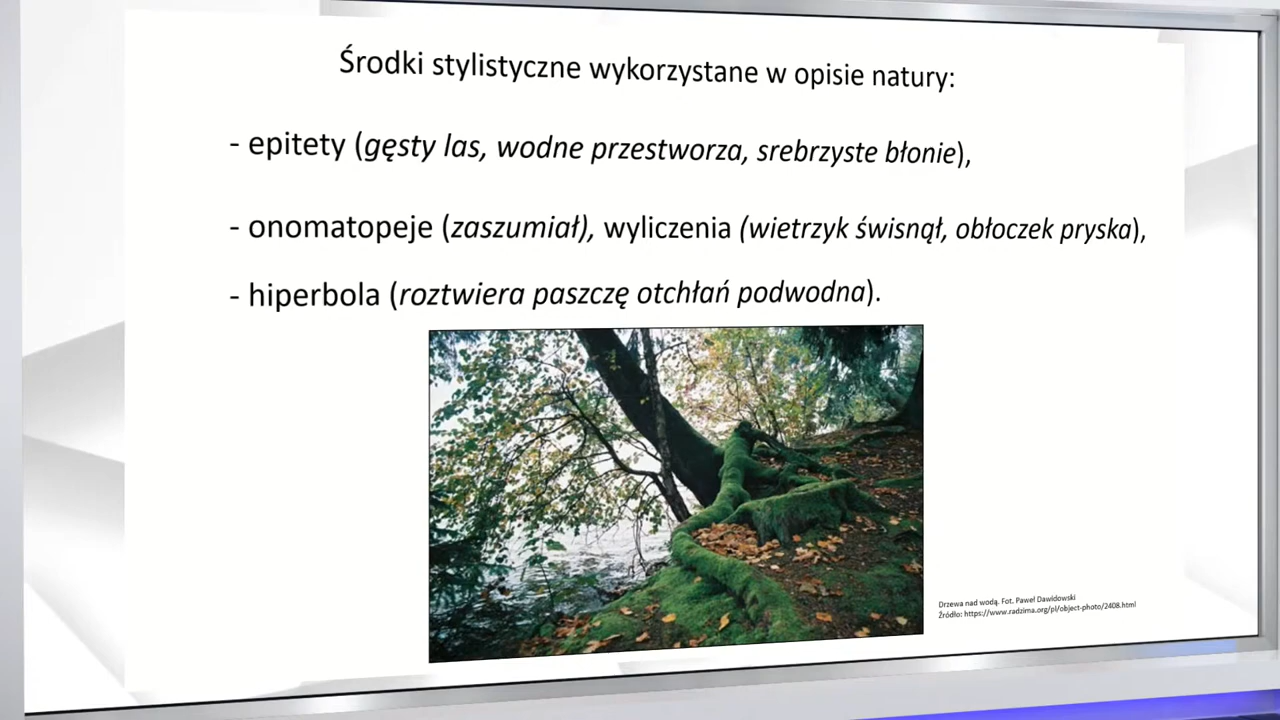 Środki stylistyczne wykorzystane w opisie natury:
- epitety (gęsty las, wodne przestworza, srebrzyste błonie),
- onomatopeje (zaszumiał), wyliczenia (wietrzyk świsnął, obłoczek pryska),
- hiperbola (roztwiera paszczę otchłań podwodna).
Drzewa nad wodą. Fot. Paweł Dawidowski
Źródło: https://www.radzima.org/pl/object-photo/2408.html